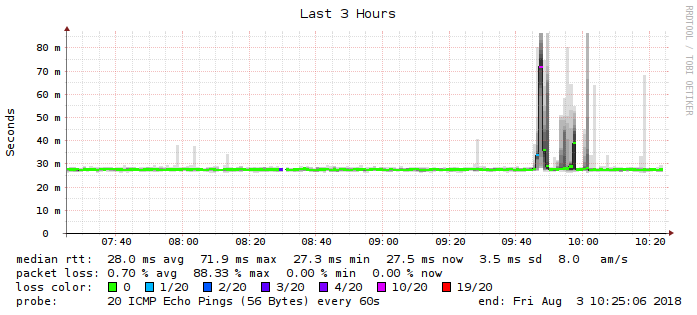 Last 3 Hours
RRDTOOL / TOBI OETIKER
Seconds
80 m
70 m
60 m
50 m
40 m
30 m
20 m
10 m
0
07:40 08:00 08:20 08:40 09:00 09:20 09:40 10:00 10:20
median rtt: 28.0 ms avg 71.9 ms max 27.3 ms min 27.5 ms now 3.5 ms sd 8.0 am/s
packet loss: 0.70 % avg 88.33 % max 0.00 % min 0.00 % now
loss color: 0 1/20 2/20 3/20 4/20 10/20 19/20
probe: 20 ICMP Echo Pings (56 Bytes) every 60s end: Fri Aug 3 10:25:06 2018